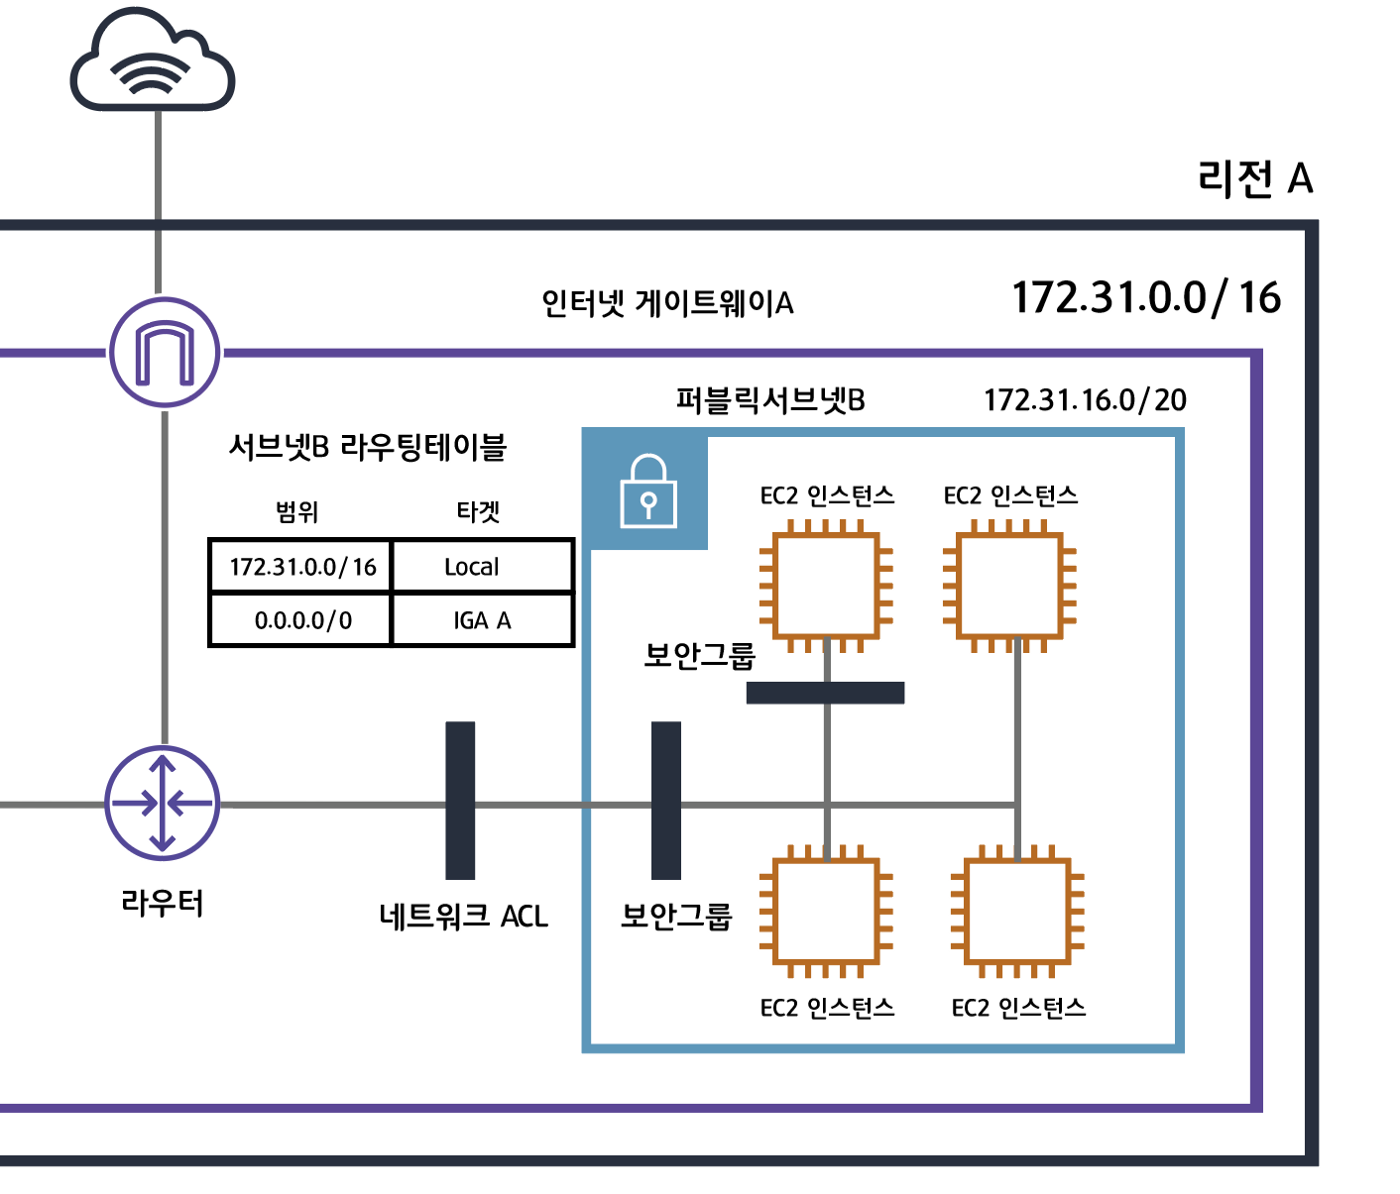 리전 A
인터넷 게이트웨이A
172.31.0.0/16
퍼블릭서브넷B
172.31.16.0/20
서브넷B 라우팅테이블
범위
타겟
172.31.0.0/16
Local
0.0.0.0/0
IGA A
EC2 인스턴스
EC2 인스턴스
보안그룹
라우터
네트워크 ACL
보안그룹
EC2 인스턴스
EC2 인스턴스